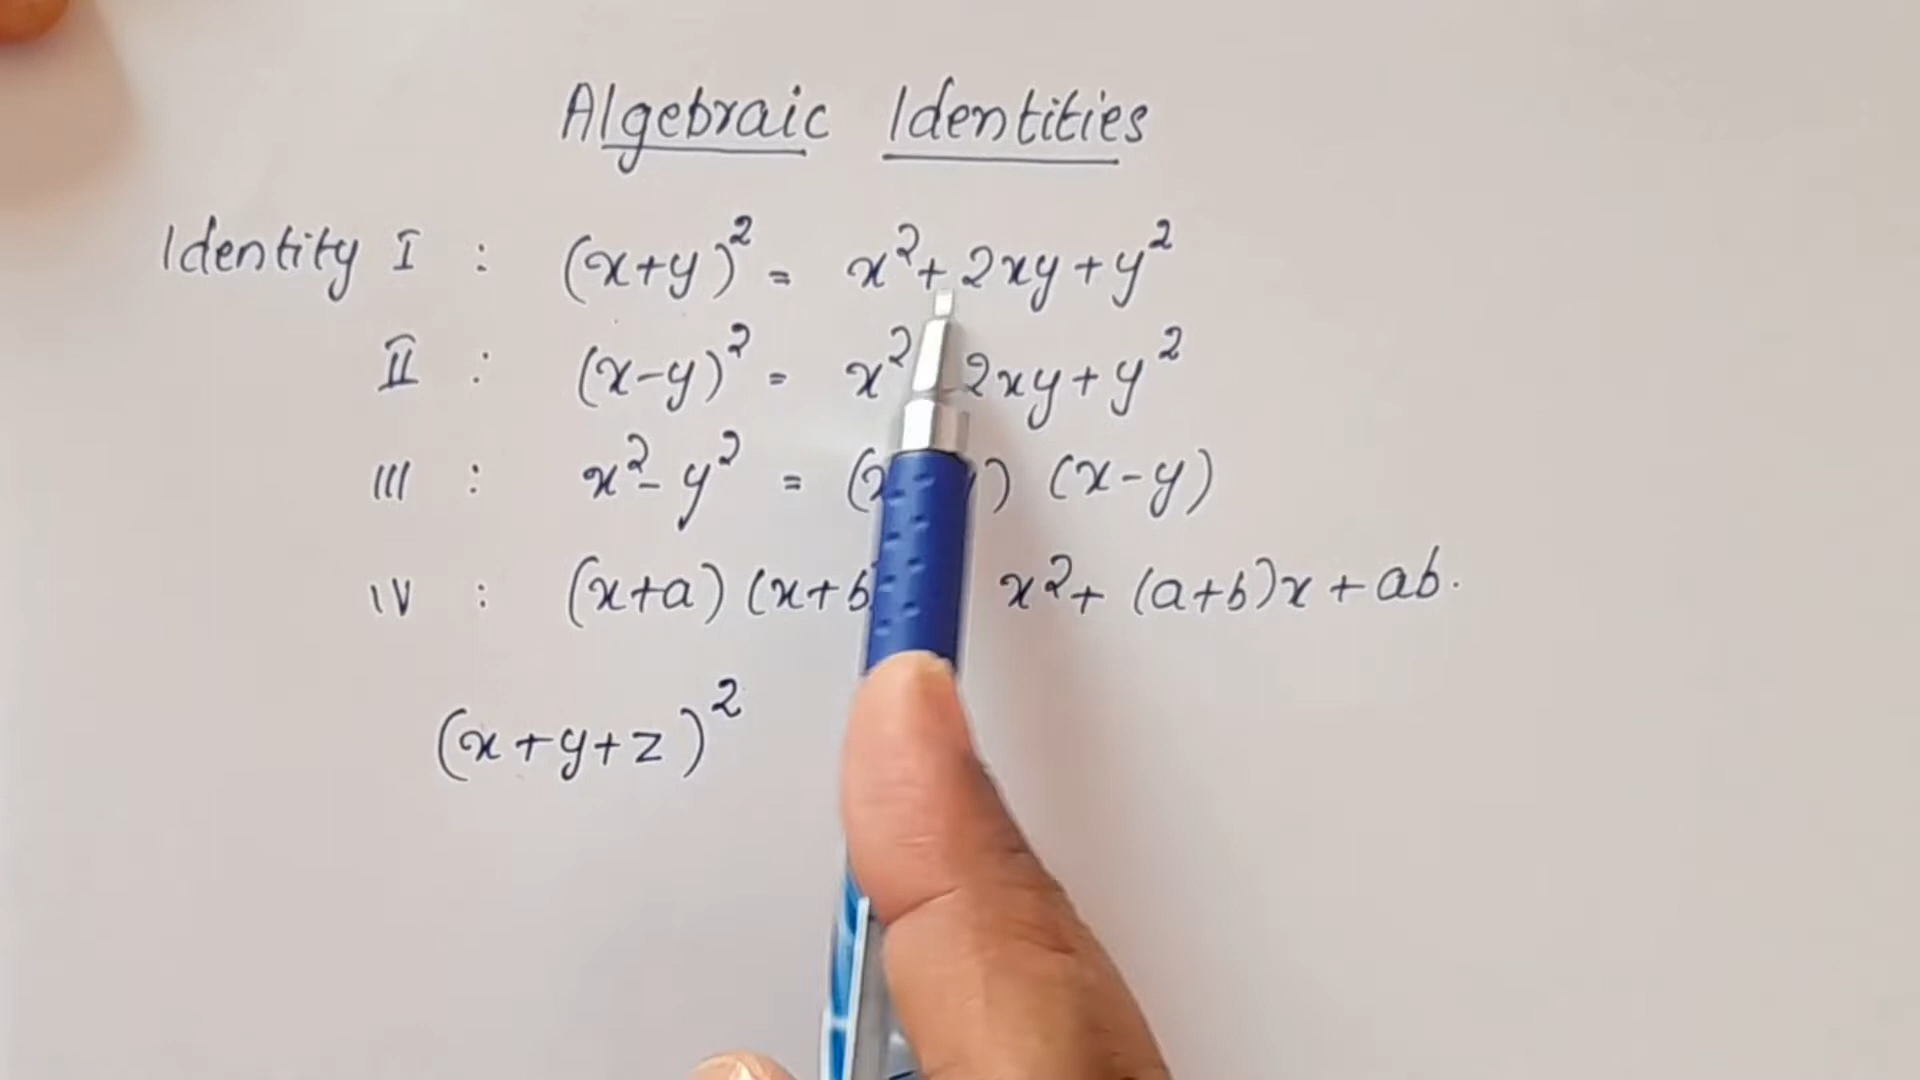 Algebraic Identities
Identity I : (x+y)² = x²+2xy+y²
II : (x-y)² = x² 2xy+y²
III : x²-y² = (x y) (x-y)
IV : (x+a) (x+b x²+ (a+b)x+ab.
(x+y+z)²